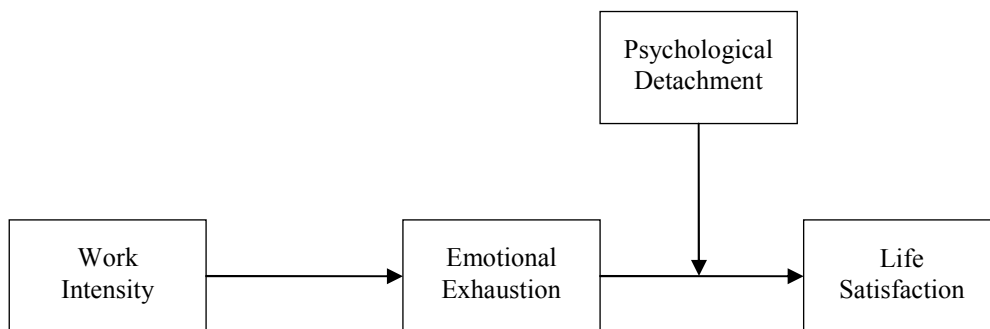 Psychological
Detachment
Work
Intensity
Emotional
Exhaustion
Life
Satisfaction